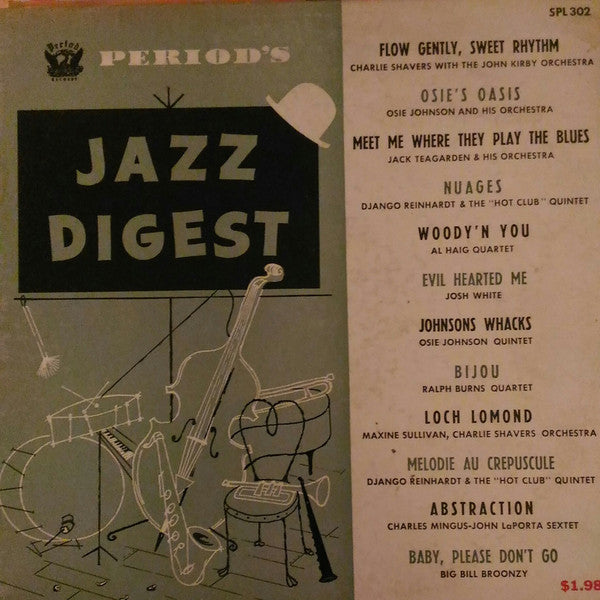 SPL 302
Period
Records
PERIOD'S
JAZZ
DIGEST
FLOW GENTLY, SWEET RHYTHM
CHARLIE SHAVERS WITH THE JOHN KIRBY ORCHESTRA
OSIE'S OASIS
OSIE JOHNSON AND HIS ORCHESTRA
MEET ME WHERE THEY PLAY THE BLUES
JACK TEAGARDEN & HIS ORCHESTRA
NUAGES
DJANGO REINHARDT & THE "HOT CLUB" QUINTET
WOODY'N YOU
AL HAIG QUARTET
EVIL HEARTED ME
JOSH WHITE
JOHNSONS WHACKS
OSIE JOHNSON QUINTET
BIJOU
RALPH BURNS QUARTET
LOCH LOMOND
MAXINE SULLIVAN, CHARLIE SHAVERS ORCHESTRA
MELODIE AU CREPUSCULE
DJANGO REINHARDT & THE "HOT CLUB" QUINTET
ABSTRACTION
CHARLES MINGUS-JOHN LaPORTA SEXTET
BABY, PLEASE DON'T GO
BIG BILL BROONZY
$1.98